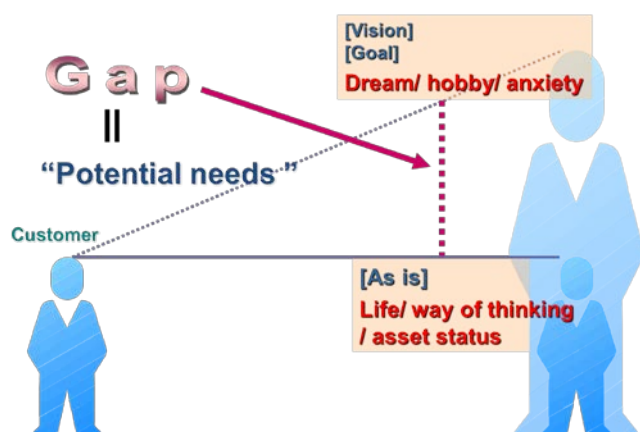 [Vision]
[Goal]
Dream/ hobby/ anxiety
Gap
||
“Potential needs ”
Customer
[As is]
Life/ way of thinking
/ asset status